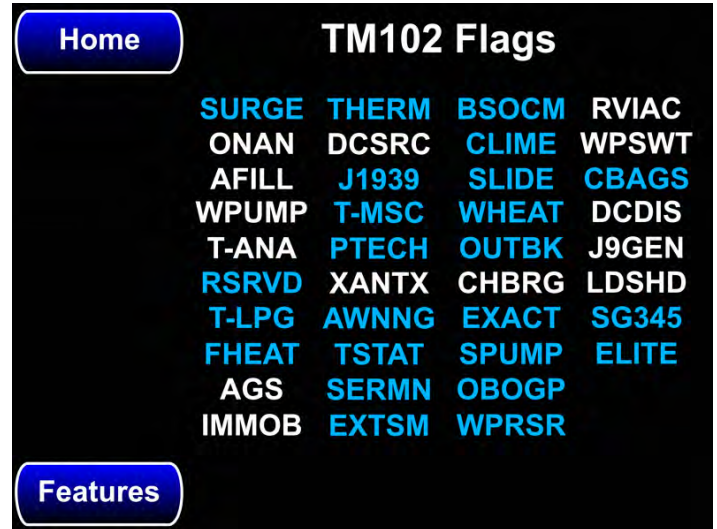 Home
TM102 Flags
SURGE THERM BSOCM RVIAC
ONAN DCSRC CLIME WPSWT
AFILL J1939 SLIDE CBAGS
WPUMP T-MSC WHEAT DCDIS
T-ANA PTECH OUTBK J9GEN
RSRVD XANTX CHBRG LDSHD
T-LPG AWNNG EXACT SG345
FHEAT TSTAT SPUMP ELITE
AGS SERMN OBOGP
IMMOB EXTSM WPRSR
Features